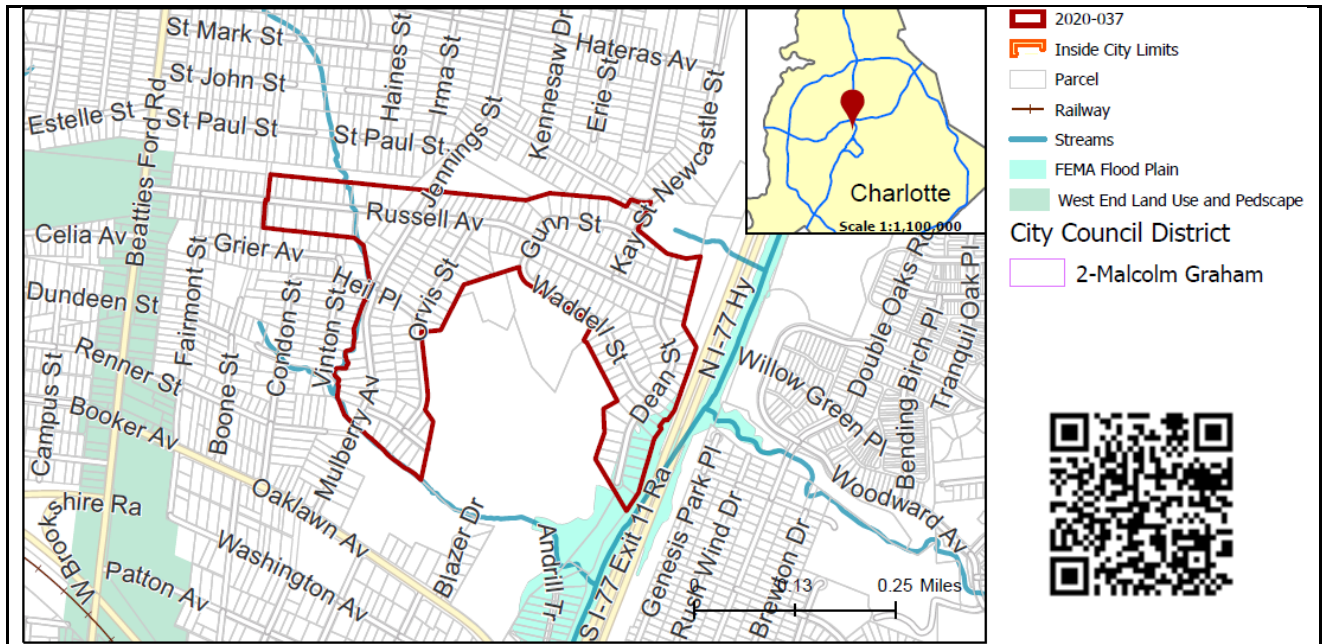 St Mark St
St John St
St Paul St
Estelle St
Beatties Ford Rd
Haines St
Irma St
St Paul St
Jennings St
Kennesaw Dr
Hateras Av
Erie St
Newcastle St
Kay St
Russell Av
Gunn St
Celia Av
Grier Av
Heil Pl
Orvis St
Waddell St
Dundeen St
Fairmont St
Condon St
Vinton St
Dean St
N I-77 Hy
Campus St
Renner St
Boone St
Booker Av
Mulberry Av
Oaklawn Av
Washington Av
Blazer Dr
Andrill Tr
S I-77 Exit 11 Ra
Genesis Park Pl
Rush Wind Dr
Brewton Dr
Woodward Av
Willow Green Pl
Double Oaks Rd
Bending Birch Pl
Tranquil Oak Pl
hire Ra
W Brooks
Patton Av
0 0.13 0.25 Miles
Charlotte
Scale 1:1,100,000
2020-037
Inside City Limits
Parcel
Railway
Streams
FEMA Flood Plain
West End Land Use and Pedscape
City Council District
2-Malcolm Graham